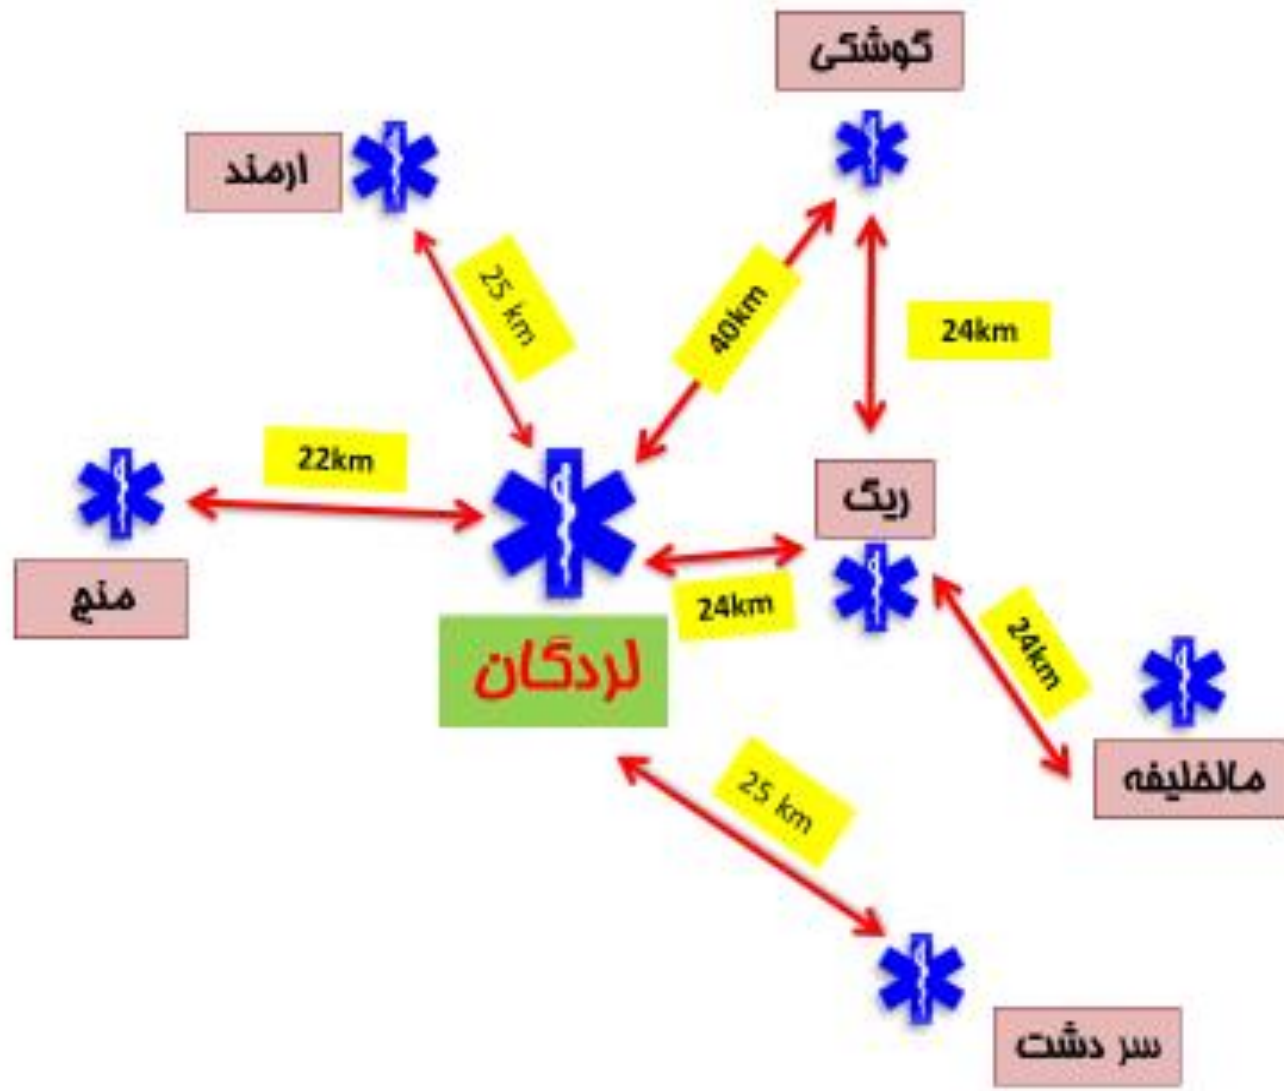 گوشکی
ارمند
25 km
40km
24km
22km
ریگ
24km
منج
لردگان
24km
مالخلیفه
25 km
سر دشت